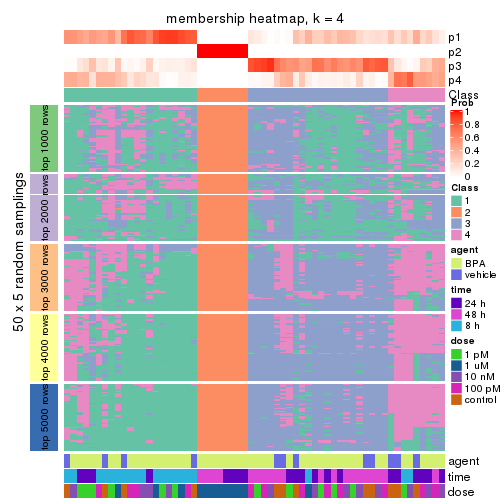 membership heatmap, k = 4
p1
p2
p3
p4
Class
50 x 5 random samplings
top 1000 rows
top 2000 rows
top 3000 rows
top 4000 rows
top 5000 rows
agent
time
dose
Prob
1
0.8
0.6
0.4
0.2
0
Class
1
2
3
4
agent
BPA
vehicle
time
24 h
48 h
8 h
dose
1 pM
1 uM
10 nM
100 pM
control